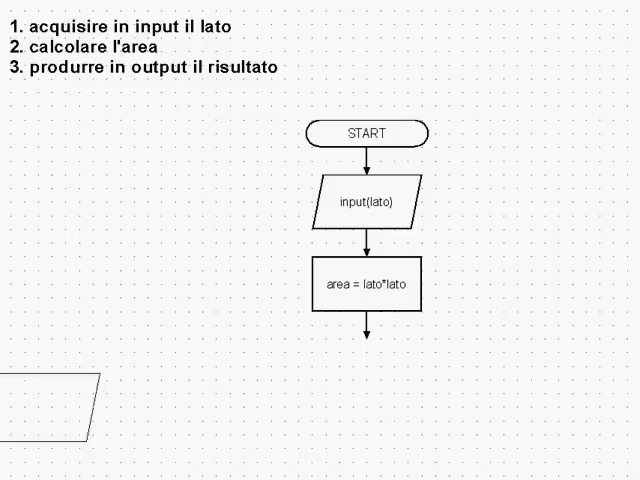 1. acquisire in input il lato
2. calcolare l'area
3. produrre in output il risultato
START
input(lato)
area = lato*lato